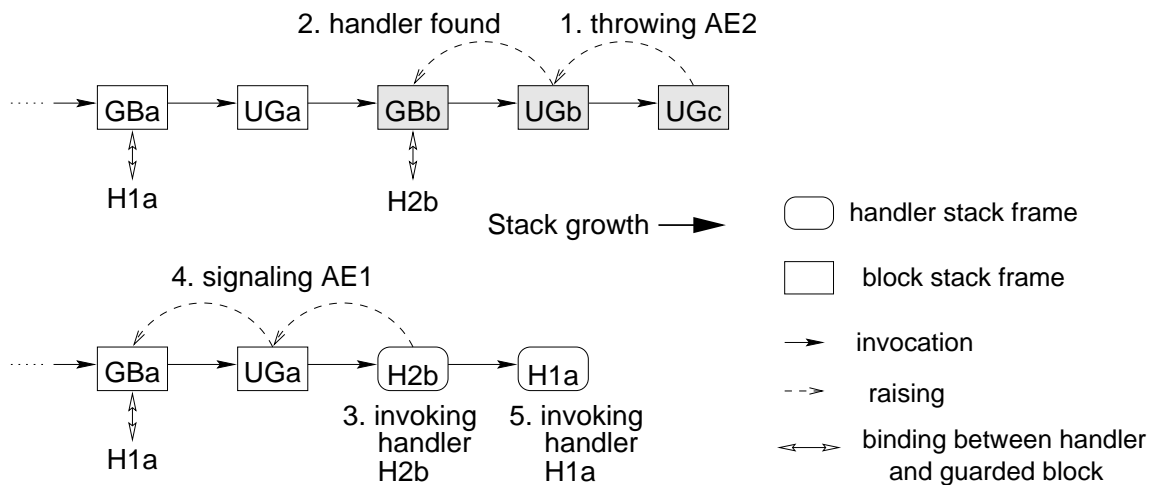 2. handler found
1. throwing AE2
..... GBa UGa GBb UGb UGc
H1a
H2b
Stack growth
handler stack frame
4. signaling AE1
block stack frame
..... GBa UGa H2b H1a
invocation
3. invoking
handler
H2b
5. invoking
handler
H1a
raising
H1a
binding between handler
and guarded block